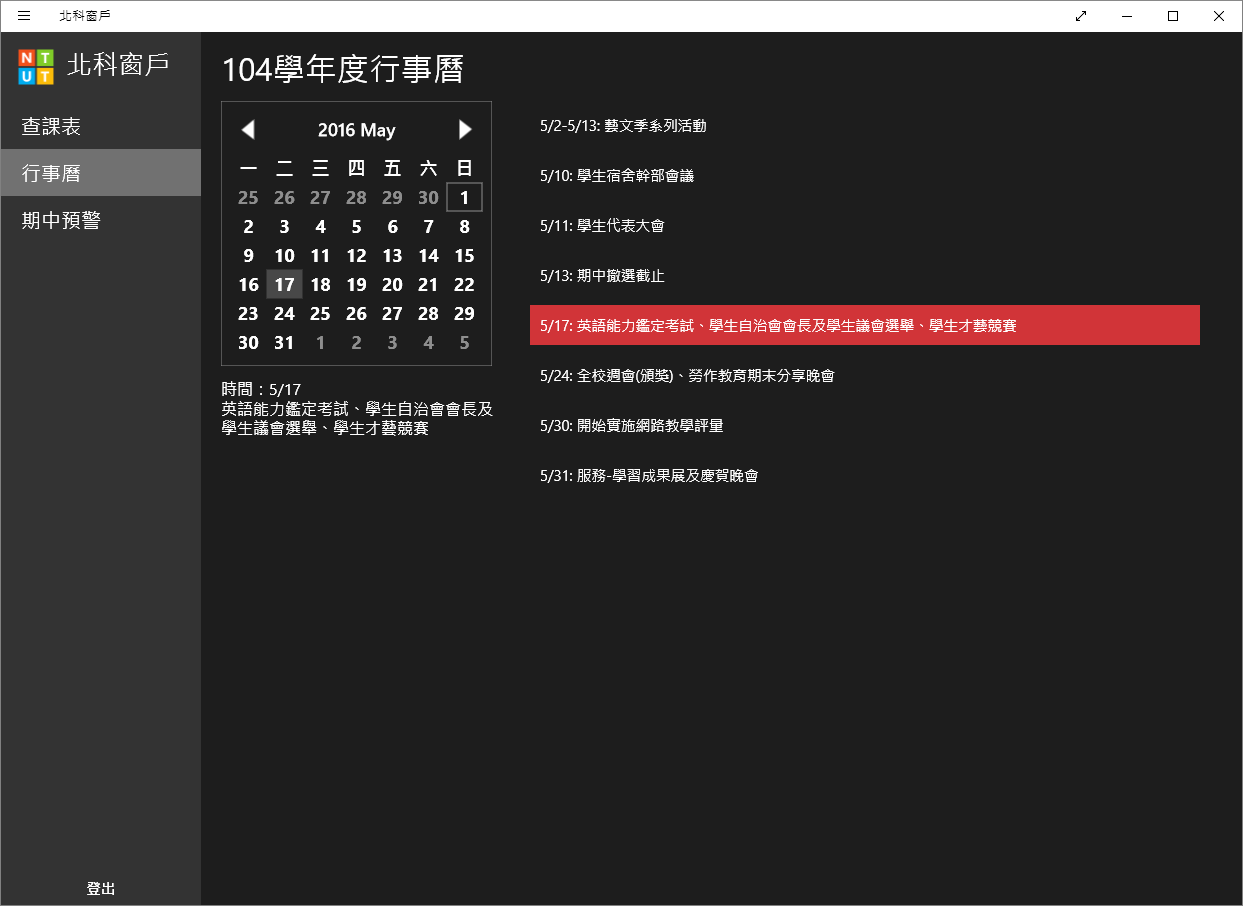 北科窗戶
NT
UT
北科窗戶
查課表
行事曆
期中預警
登出
104學年度行事曆
2016 May
一 二 三 四 五 六 日
25 26 27 28 29 30 1
2 3 4 5 6 7 8
9 10 11 12 13 14 15
16 17 18 19 20 21 22
23 24 25 26 27 28 29
30 31 1 2 3 4 5
時間：5/17
英語能力鑑定考試、學生自治會會長及
學生議會選舉、學生才藝競賽
5/2-5/13: 藝文季系列活動
5/10: 學生宿舍幹部會議
5/11: 學生代表大會
5/13: 期中撤選截止
5/17: 英語能力鑑定考試、學生自治會會長及學生議會選舉、學生才藝競賽
5/24: 全校週會(頒獎)、勞作教育期末分享晚會
5/30: 開始實施網路教學評量
5/31: 服務-學習成果展及慶賀晚會